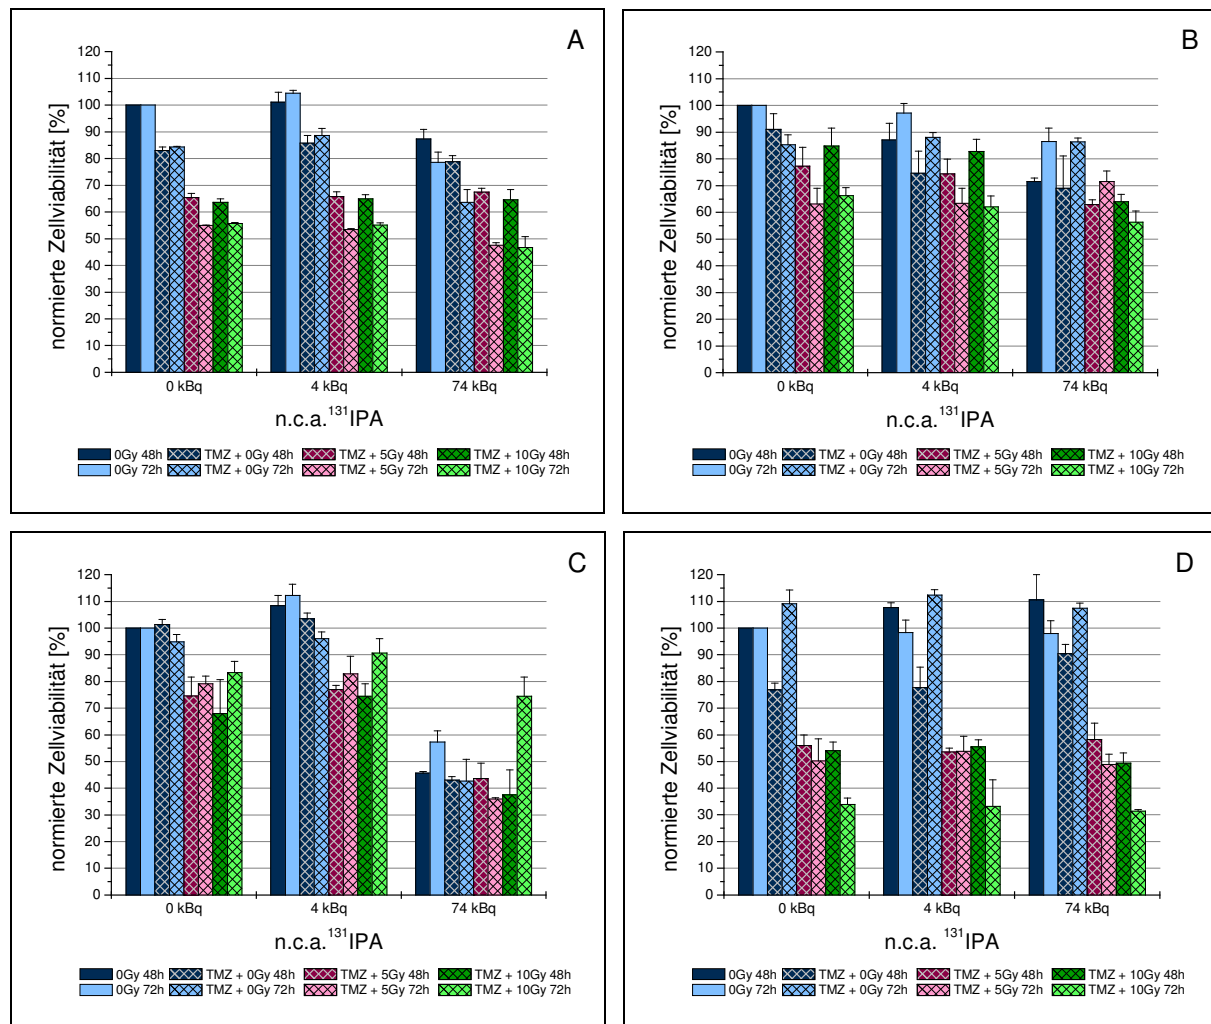 A
normierte Zellviabilität [%]
120
110
100
90
80
70
60
50
40
30
20
10
0
0 kBq 4 kBq 74 kBq
n.c.a.¹³¹IPA
0Gy 48h TMZ + 0Gy 48h TMZ + 5Gy 48h TMZ + 10Gy 48h
0Gy 72h TMZ + 0Gy 72h TMZ + 5Gy 72h TMZ + 10Gy 72h
B
normierte Zellviabilität [%]
120
110
100
90
80
70
60
50
40
30
20
10
0
0 kBq 4 kBq 74 kBq
n.c.a.¹³¹IPA
0Gy 48h TMZ + 0Gy 48h TMZ + 5Gy 48h TMZ + 10Gy 48h
0Gy 72h TMZ + 0Gy 72h TMZ + 5Gy 72h TMZ + 10Gy 72h
C
normierte Zellviabilität [%]
120
110
100
90
80
70
60
50
40
30
20
10
0
0 kBq 4 kBq 74 kBq
n.c.a. ¹³¹IPA
0Gy 48h TMZ + 0Gy 48h TMZ + 5Gy 48h TMZ + 10Gy 48h
0Gy 72h TMZ + 0Gy 72h TMZ + 5Gy 72h TMZ + 10Gy 72h
D
normierte Zellviabilität [%]
120
110
100
90
80
70
60
50
40
30
20
10
0
0 kBq 4 kBq 74 kBq
n.c.a. ¹³¹IPA
0Gy 48h TMZ + 0Gy 48h TMZ + 5Gy 48h TMZ + 10Gy 48h
0Gy 72h TMZ + 0Gy 72h TMZ + 5Gy 72h TMZ + 10Gy 72h